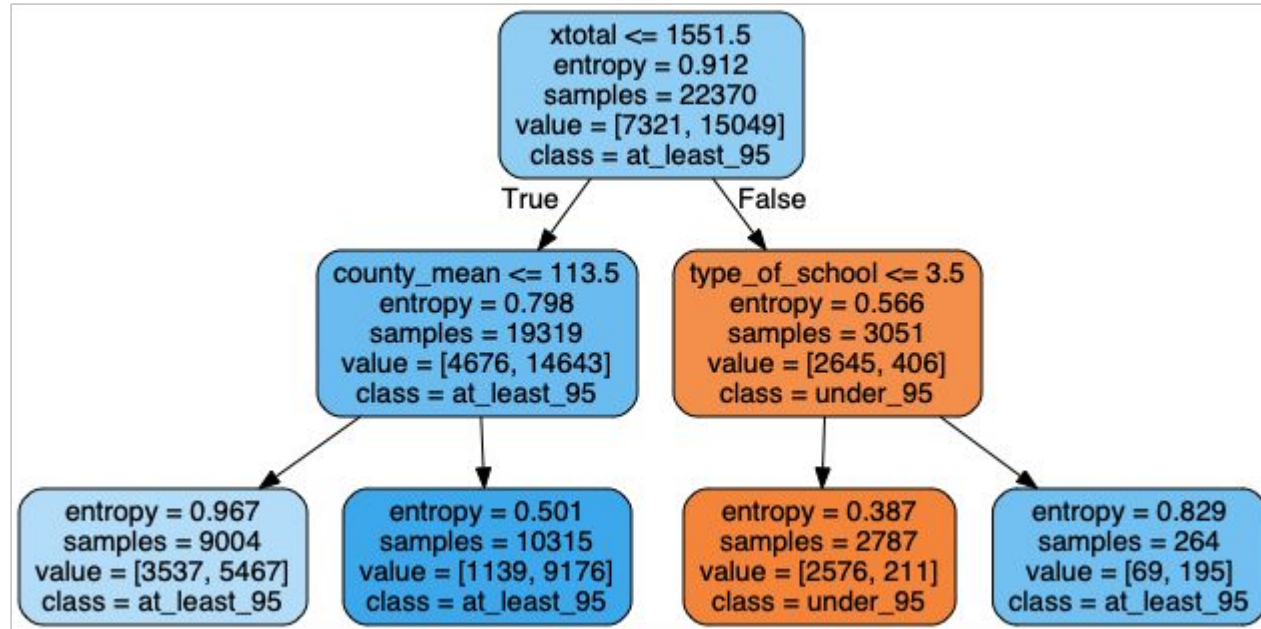 xtotal <= 1551.5
entropy = 0.912
samples = 22370
value = [7321, 15049]
class = at_least_95
True
False
county_mean <= 113.5
entropy = 0.798
samples = 19319
value = [4676, 14643]
class = at_least_95
type_of_school <= 3.5
entropy = 0.566
samples = 3051
value = [2645, 406]
class = under_95
entropy = 0.967
samples = 9004
value = [3537, 5467]
class = at_least_95
entropy = 0.501
samples = 10315
value = [1139, 9176]
class = at_least_95
entropy = 0.387
samples = 2787
value = [2576, 211]
class = under_95
entropy = 0.829
samples = 264
value = [69, 195]
class = at_least_95